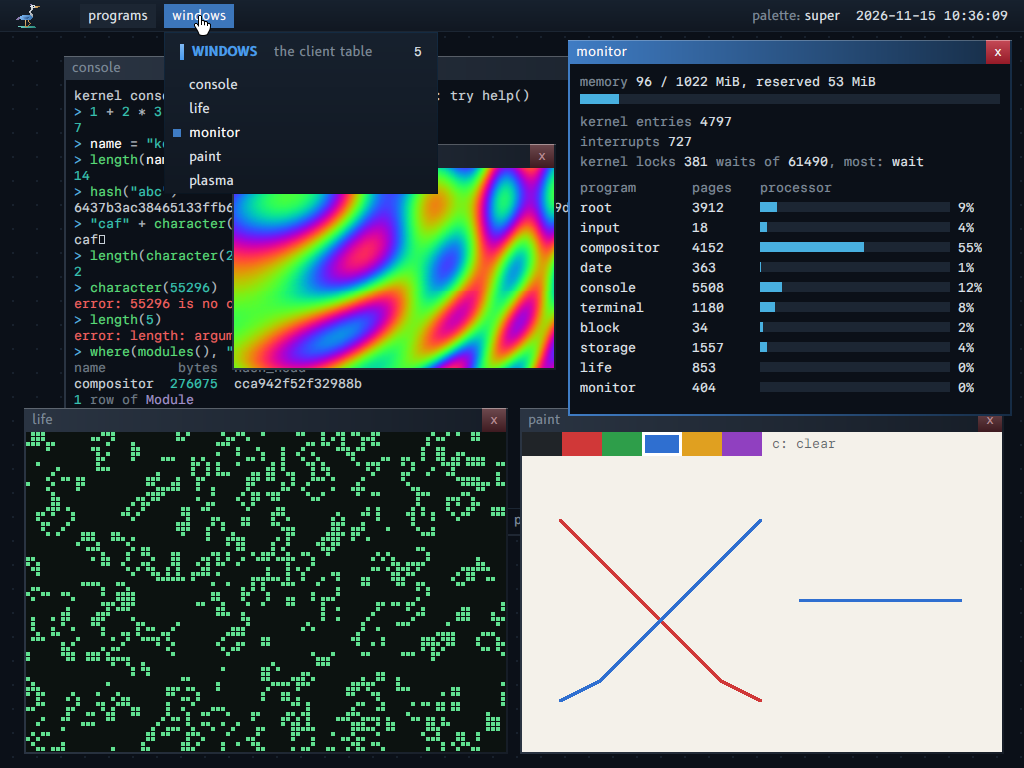 programs windows palette: super 2026-11-15 10:36:09
WINDOWS the client table 5
console
life
monitor
paint
plasma
console
kernel : try help()
> 1 + 2 * 3
7
> name =
> length(
14
> hash("abc"
6437b3ac38465133ffb6
> "caf" + character(
caf
> length(character(2
2
> character(55296)
error: 55296 is no
> length(5)
error: length: argum
> where(modules(), "
name bytes
compositor 276075 cca942f52f32988b
1 row of Module
x
monitor x
memory 96 / 1022 MiB, reserved 53 MiB
kernel entries 4797
interrupts 727
kernel locks 381 waits of 61490, most: wait
program pages processor
root 3912 9%
input 18 4%
compositor 4152 55%
date 363 1%
console 5508 12%
terminal 1180 8%
block 34 2%
storage 1557 4%
life 853 0%
monitor 404 0%
life x
paint x
c: clear